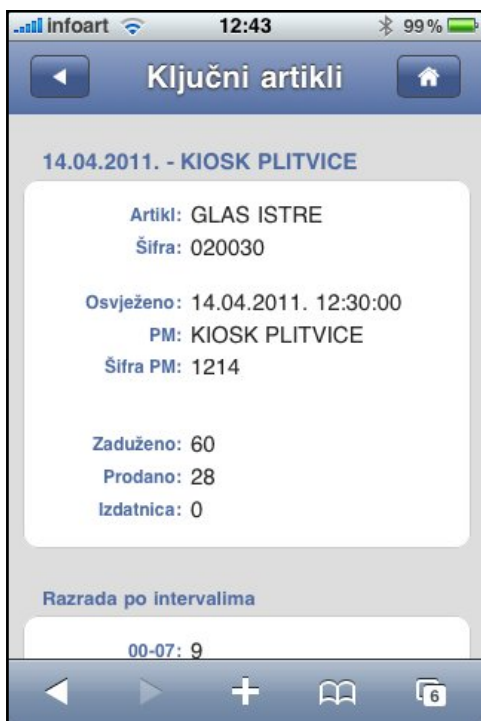 infoart 12:43 99%
Ključni artikli
14.04.2011. - KIOSK PLITVICE
Artikl: GLAS ISTRE
Šifra: 020030
Osvježeno: 14.04.2011. 12:30:00
PM: KIOSK PLITVICE
Šifra PM: 1214
Zaduženo: 60
Prodano: 28
Izdatnica: 0
Razrada po intervalima
00-07: 9
6